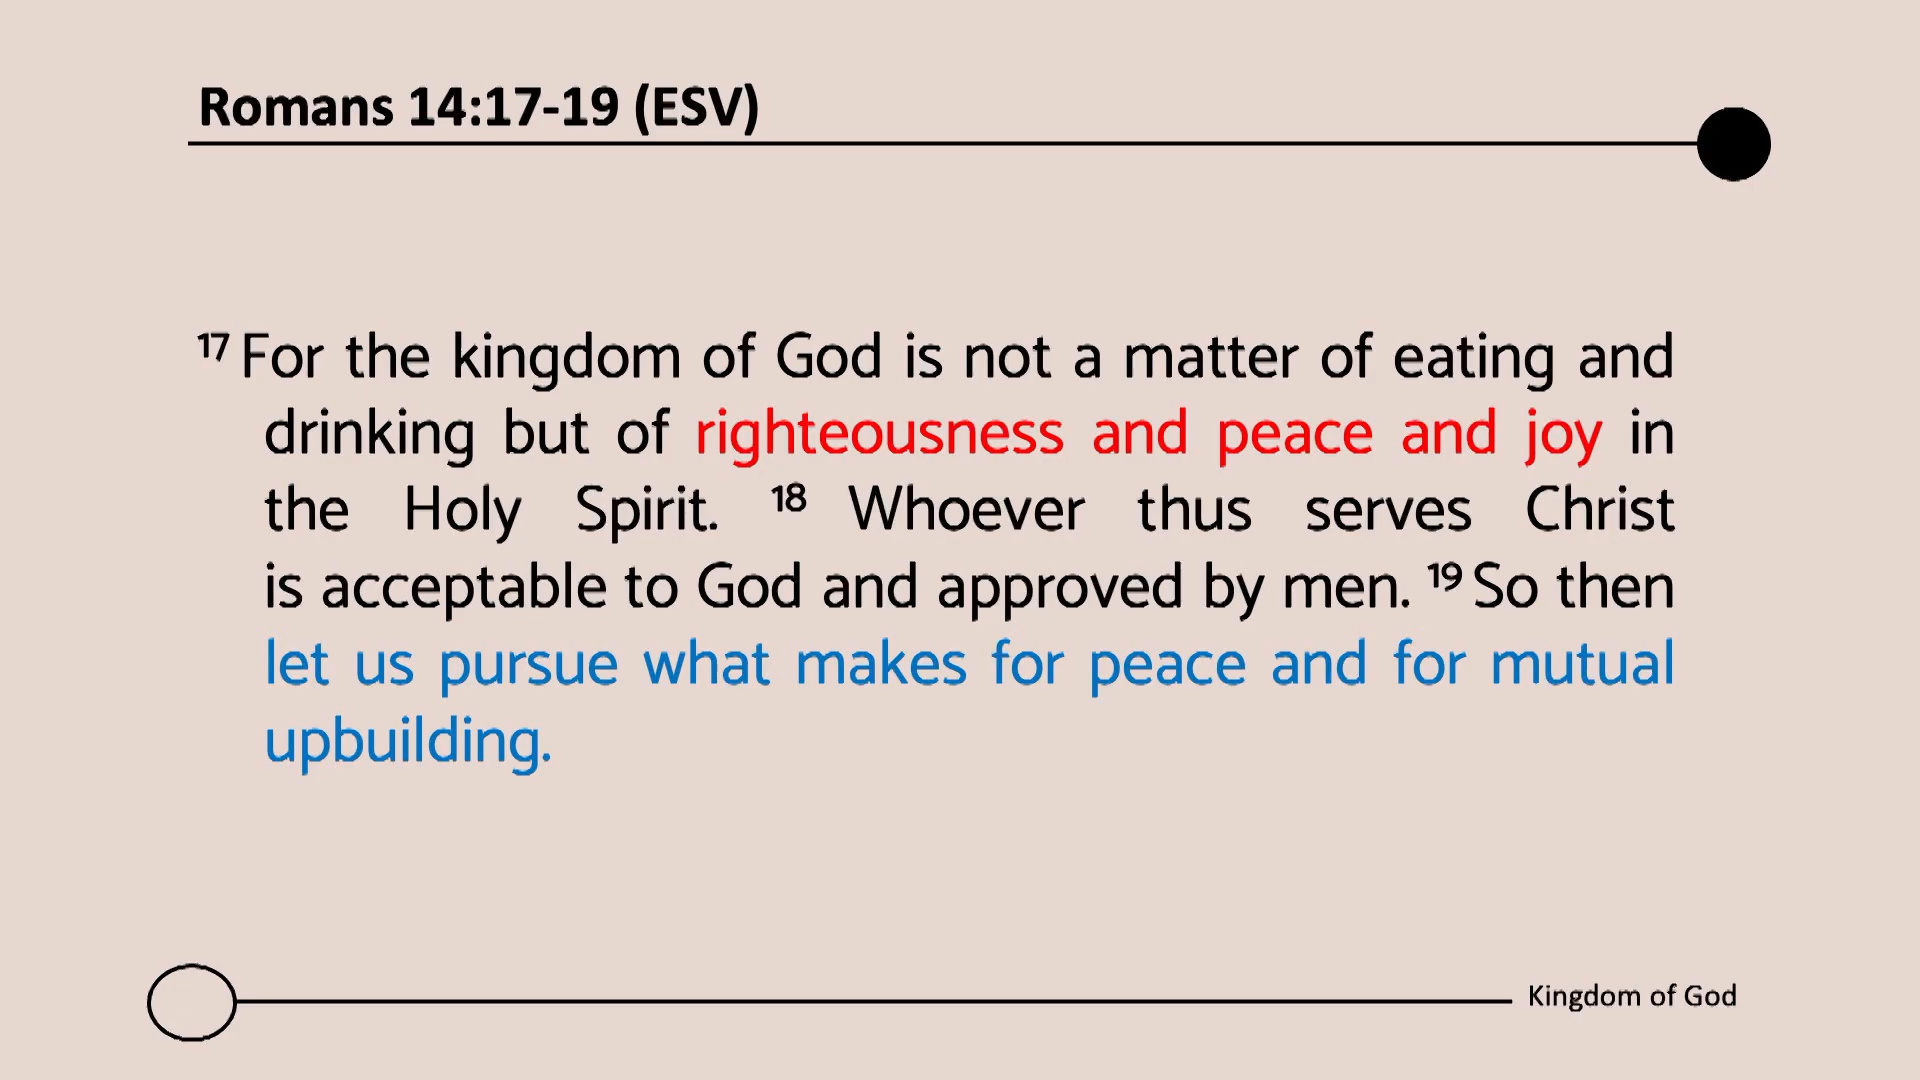 Romans 14:17-19 (ESV)
17 For the kingdom of God is not a matter of eating and
drinking but of righteousness and peace and joy in
the Holy Spirit. 18 Whoever thus serves Christ
is acceptable to God and approved by men. 19 So then
let us pursue what makes for peace and for mutual
upbuilding.
Kingdom of God